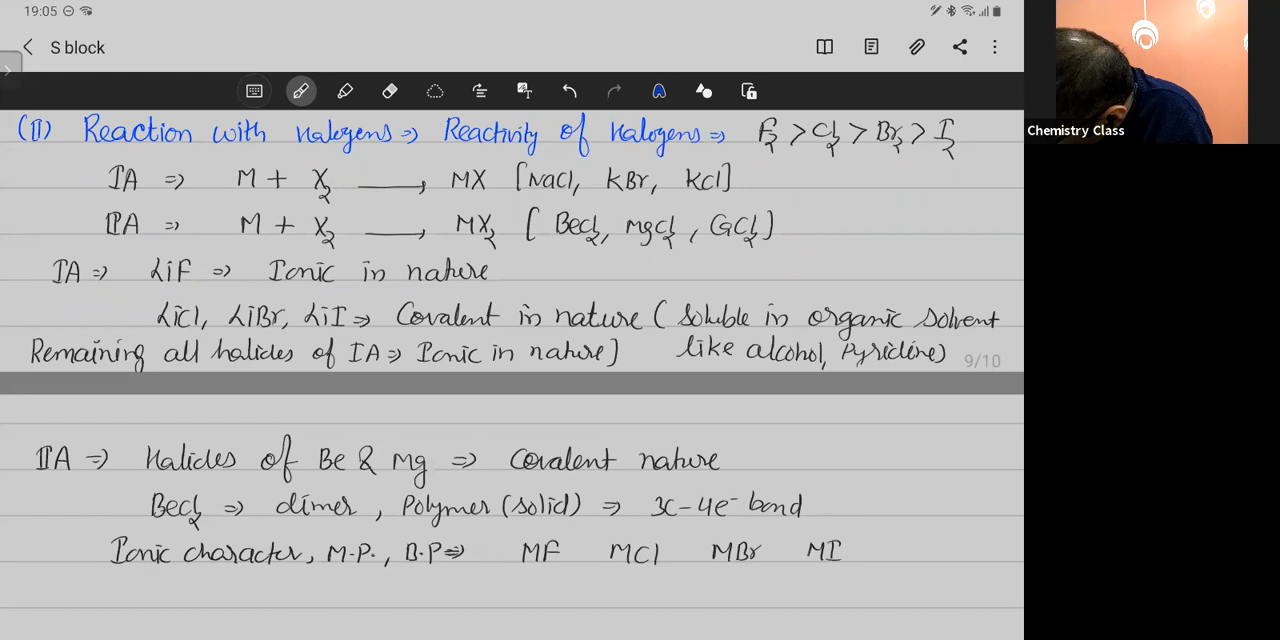 19:05
S block
(II) Reaction with halogens ⇒ Reactivity of halogens ⇒ F₂ > Cl₂ > Br₂ > I₂
IA ⇒ M + X₂ ⟶ MX [NaCl, KBr, KCl]
IIA ⇒ M + X₂ ⟶ MX₂ [BeCl₂, MgCl₂, CaCl₂]
IA ⇒ LiF ⇒ Ionic in nature
LiCl, LiBr, LiI ⇒ Covalent in nature ( Soluble in organic solvent
Remaining all halides of IA ⇒ Ionic in nature] like alcohol, Pyridine)
9/10
IIA ⇒ Halides of Be & Mg ⇒ Covalent nature
BeCl₂ ⇒ dimer, Polymer (solid) ⇒ 3C-4e⁻ bond
Ionic character, M.P., B.P ⇒ MF MCl MBr MI
Chemistry Class